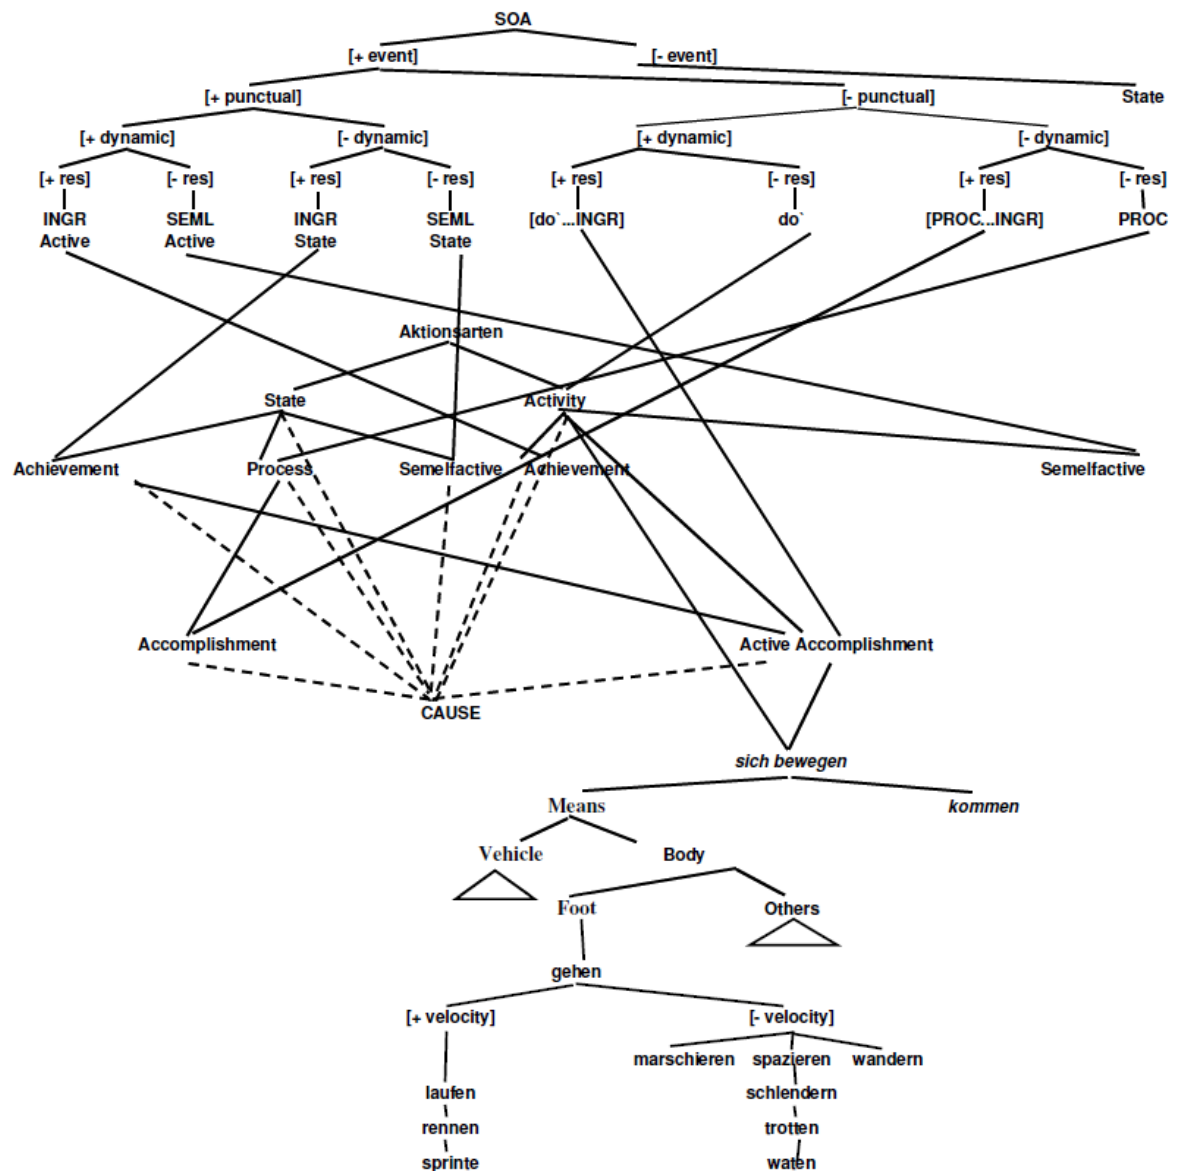 SOA
[+ event] [- event]
[+ punctual] [- punctual] State
[+ dynamic] [- dynamic] [+ dynamic] [- dynamic]
[+ res] [- res] [+ res] [- res] [+ res] [- res] [+ res] [- res]
INGR SEML INGR SEML [do`...INGR] do` [PROC...INGR] PROC
Active Active State State
Aktionsarten
State Activity
Achievement Process Semelfactive Achievement Semelfactive
Accomplishment Active Accomplishment
CAUSE
sich bewegen
Means kommen
Vehicle Body
Foot Others
gehen
[+ velocity] [- velocity]
marschieren spazieren wandern
laufen schlendern
rennen trotten
sprinte waten